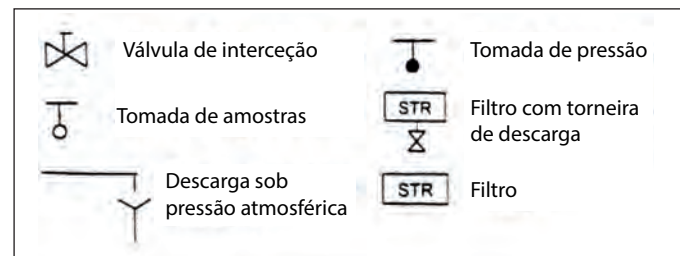 Válvula de interceção
Tomada de amostras
Descarga sob
pressão atmosférica
Tomada de pressão
STR
Filtro com torneira
de descarga
STR
Filtro